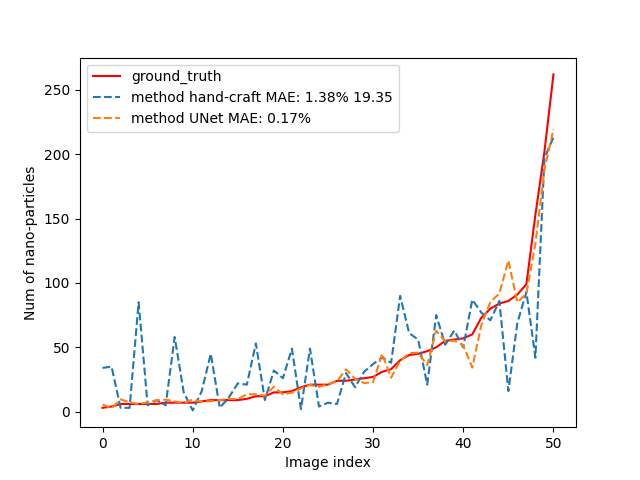 ground_truth
method hand-craft MAE: 1.38% 19.35
method UNet MAE: 0.17%
Num of nano-particles
250
200
150
100
50
0
0 10 20 30 40 50
Image index